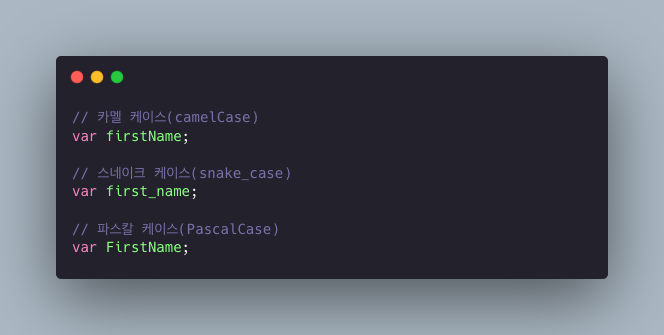 // 카멜 케이스(camelCase)
var firstName;
// 스네이크 케이스(snake_case)
var first_name;
// 파스칼 케이스(PascalCase)
var FirstName;